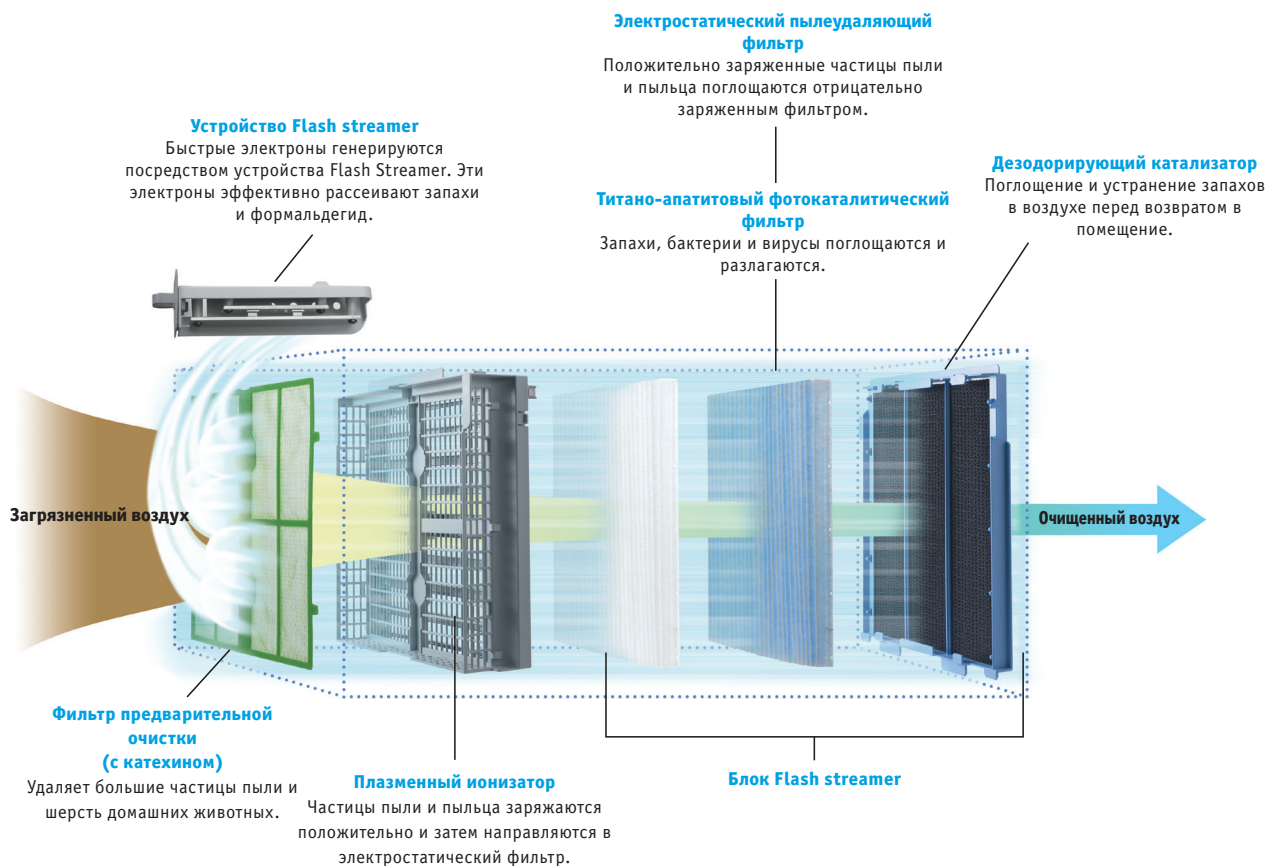 Электростатический пылеудаляющий
фильтр
Положительно заряженные частицы пыли
и пыльца поглощаются отрицательно
заряженным фильтром.
Устройство Flash streamer
Быстрые электроны генерируются
посредством устройства Flash Streamer. Эти
электроны эффективно рассеивают запахи
и формальдегид.
Титано-апатитовый фотокаталитический
фильтр
Запахи, бактерии и вирусы поглощаются и
разлагаются.
Дезодорирующий катализатор
Поглощение и устранение запахов
в воздухе перед возвратом в
помещение.
Загрязненный воздух
Очищенный воздух
Фильтр предварительной
очистки
(с катехином)
Удаляет большие частицы пыли и
шерсть домашних животных.
Плазменный ионизатор
Частицы пыли и пыльца заряжаются
положительно и затем направляются в
электростатический фильтр.
Блок Flash streamer